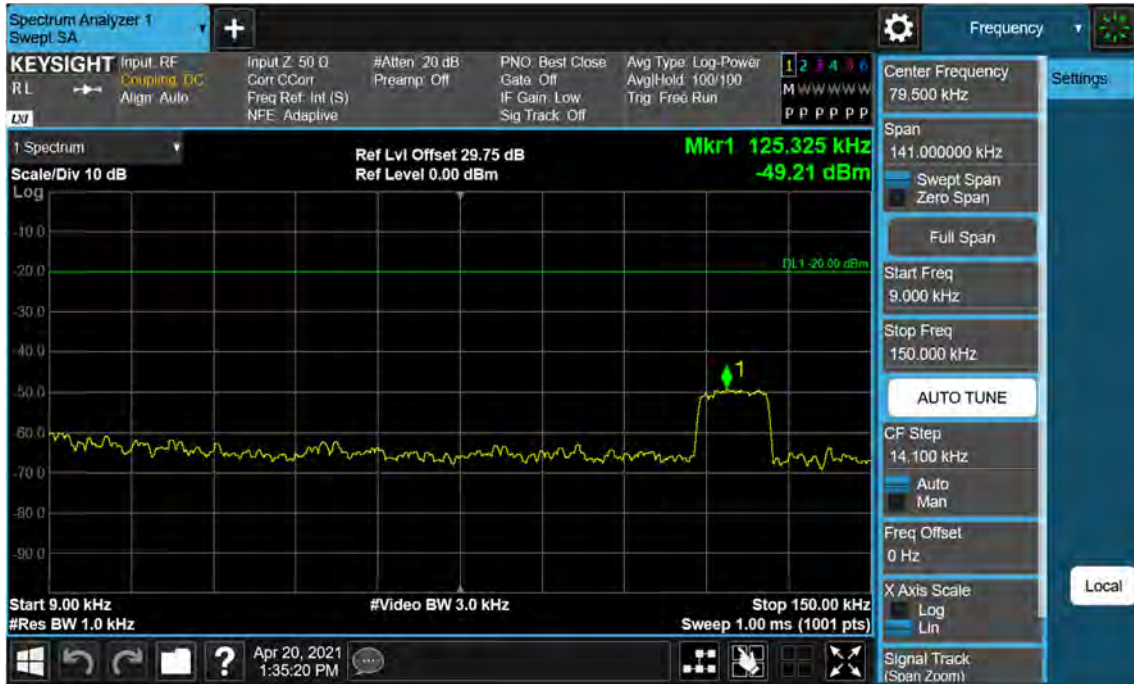 Spectrum Analyzer 1
Swept SA
Frequency
KEYSIGHT
RL
LXI
Input: RF
Coupling: DC
Align: Auto
Input Z: 50 Ω
Corr CCorr
Freq Ref: Int (S)
NFE: Adaptive
#Atten: 20 dB
Preamp: Off
PNO: Best Close
Gate: Off
IF Gain: Low
Sig Track: Off
Avg Type: Log-Power
Avg|Hold: 100/100
Trig: Free Run
1 2 3 4 5 6
M W W W W W
P P P P P P
Center Frequency
79.500 kHz
Settings
1 Spectrum
Scale/Div 10 dB
Ref Lvl Offset 29.75 dB
Ref Level 0.00 dBm
Mkr1 125.325 kHz
-49.21 dBm
Log
-10.0
-20.0
-30.0
-40.0
-50.0
-60.0
-70.0
-90.0
DL1 -20.00 dBm
1
Start 9.00 kHz
#Res BW 1.0 kHz
#Video BW 3.0 kHz
Stop 150.00 kHz
Sweep 1.00 ms (1001 pts)
Span
141.000000 kHz
Swept Span
Zero Span
Full Span
Start Freq
9.000 kHz
Stop Freq
150.000 kHz
AUTO TUNE
CF Step
14.100 kHz
Auto
Man
Freq Offset
0 Hz
X Axis Scale
Log
Lin
Signal Track
(Span Zoom)
Local
Apr 20, 2021
1:35:20 PM